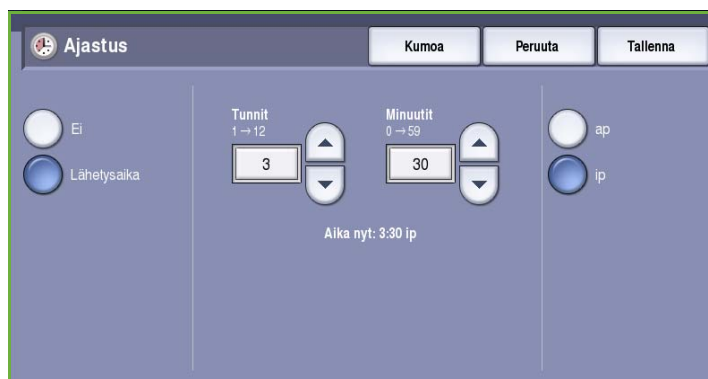 Ajastus
Kumoa
Peruuta
Tallenna
Ei
Lähetysaika
Tunnit
1→12
3
Minuutit
0→59
30
ap
ip
Aika nyt: 3:30 ip